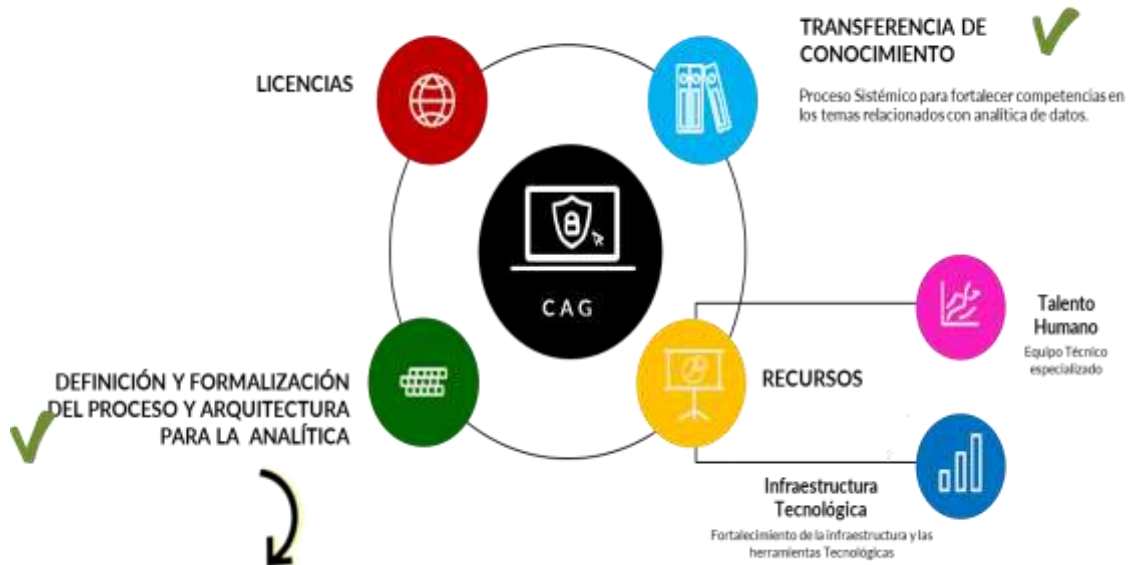 LICENCIAS
TRANSFERENCIA DE
CONOCIMIENTO
Proceso Sistémico para fortalecer competencias en
los temas relacionados con analítica de datos.
CAG
DEFINICIÓN Y FORMALIZACIÓN
DEL PROCESO Y ARQUITECTURA
PARA LA ANALÍTICA
RECURSOS
Talento
Humano
Equipo Técnico
especializado
Infraestructura
Tecnológica
Fortalecimiento de la infraestructura y las
herramientas Tecnológicas